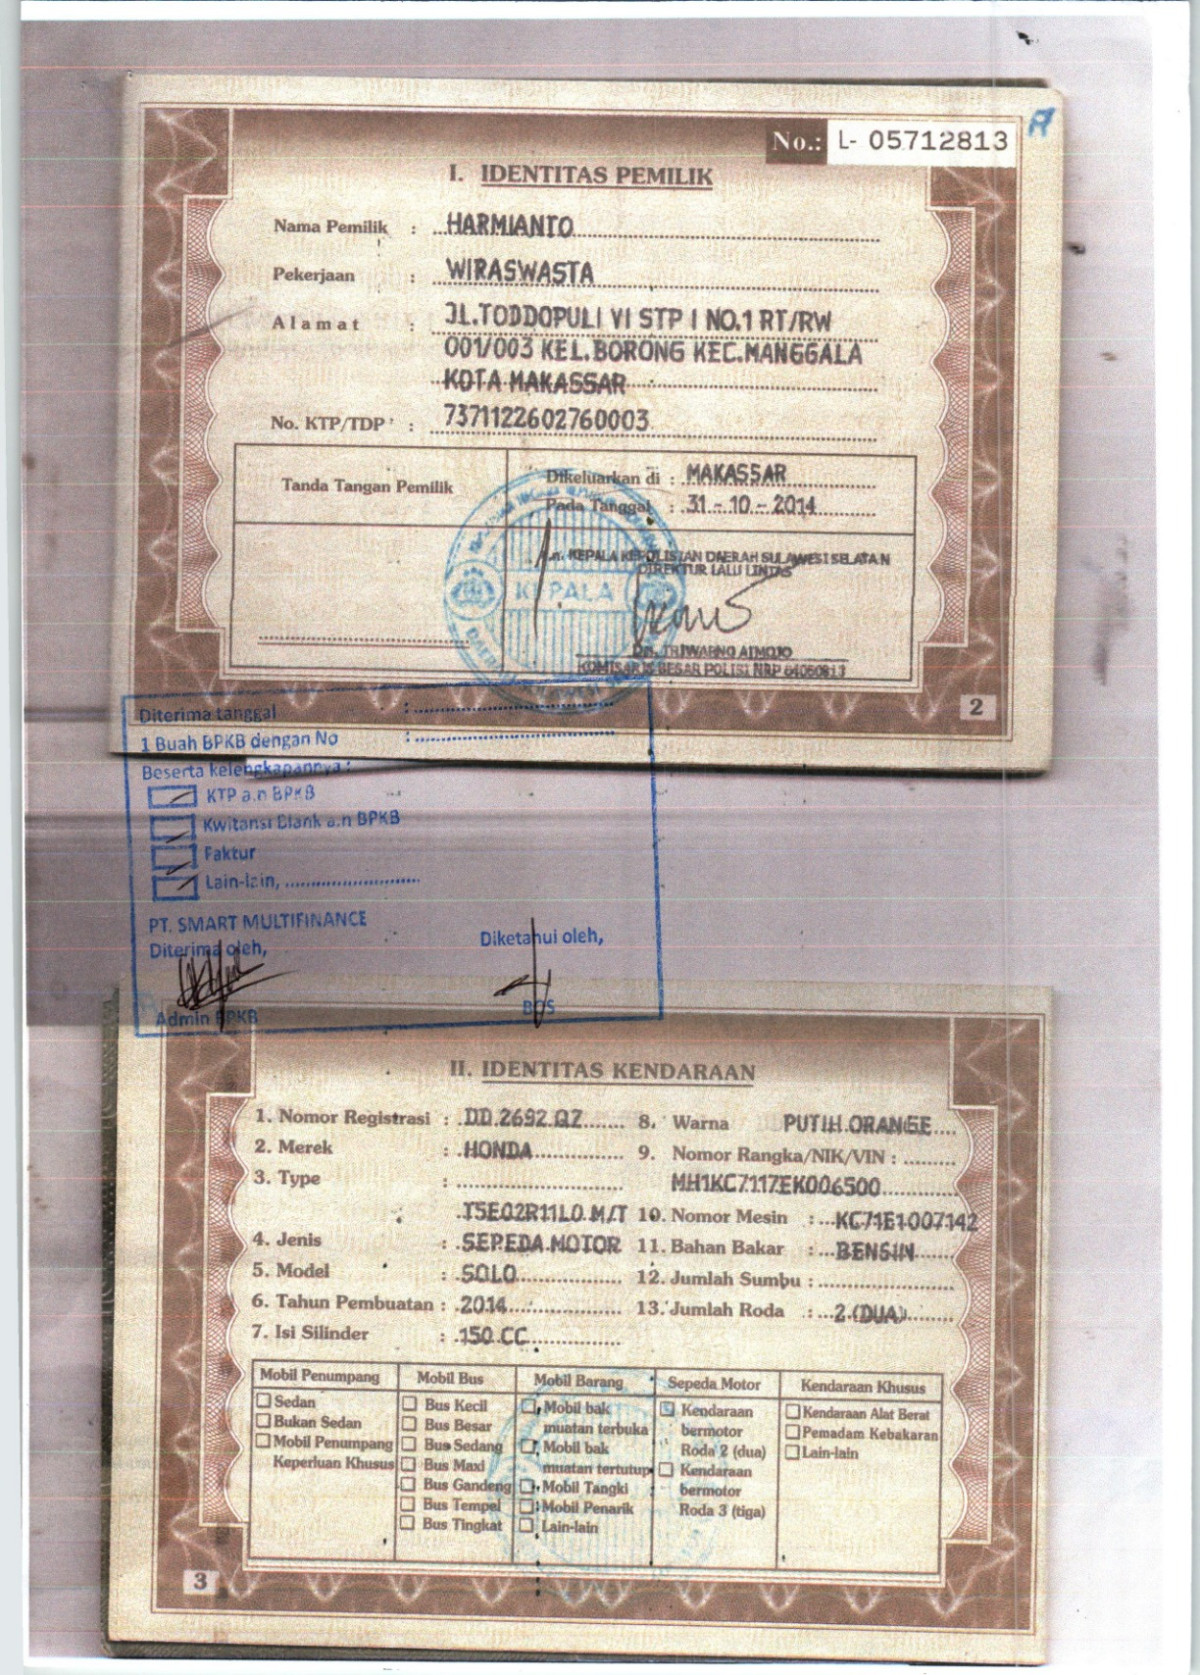 No.: L- 05712813
I. IDENTITAS PEMILIK
Nama Pemilik : HARMIANTO
Pekerjaan : WIRASWASTA
Alamat : JL.TODDOPULI VI STP I NO.1 RT/RW
001/003 KEL.BORONG KEC.MANGGALA
KOTA MAKASSAR
No. KTP/TDP : 7371122602760003
Tanda Tangan Pemilik
Dikeluarkan di : MAKASSAR
Pada Tanggal : 31 - 10 - 2014
a.n. KEPALA KEPOLISIAN DAERAH SULAWESI SELATAN
DIREKTUR LALU LINTAS
KEPALA
KOMISARIS BESAR POLISI NRP
2
Diterima tanggal :
1 Buah BPKB dengan No :
Beserta kelengkapannya :
KTP a.n BPKB
Kwitansi Blank a.n BPKB
Faktur
Lain-lain,
PT. SMART MULTIFINANCE
Diterima oleh,
Diketahui oleh,
Admin BPKB
BOS
II. IDENTITAS KENDARAAN
1. Nomor Registrasi : DD 2692 QZ
2. Merek : HONDA
3. Type :
T5E02R11L0 M/T
4. Jenis : SEPEDA MOTOR
5. Model : SOLO
6. Tahun Pembuatan : 2014
7. Isi Silinder : 150 CC
8. Warna PUTIH ORANGE
9. Nomor Rangka/NIK/VIN :
MH1KC7117EK006500
10. Nomor Mesin : KC71E1007142
11. Bahan Bakar : BENSIN
12. Jumlah Sumbu :
13. Jumlah Roda : 2 (DUA)
Mobil Penumpang
Sedan
Bukan Sedan
Mobil Penumpang
Keperluan Khusus
Mobil Bus
Bus Kecil
Bus Besar
Bus Sedang
Bus Maxi
Bus Gandeng
Bus Tempel
Bus Tingkat
Mobil Barang
Mobil bak
muatan terbuka
Mobil bak
muatan tertutup
Mobil Tangki
Mobil Penarik
Lain-lain
Sepeda Motor
Kendaraan
bermotor
Roda 2 (dua)
Kendaraan
bermotor
Roda 3 (tiga)
Kendaraan Khusus
Kendaraan Alat Berat
Pemadam Kebakaran
Lain-lain
3